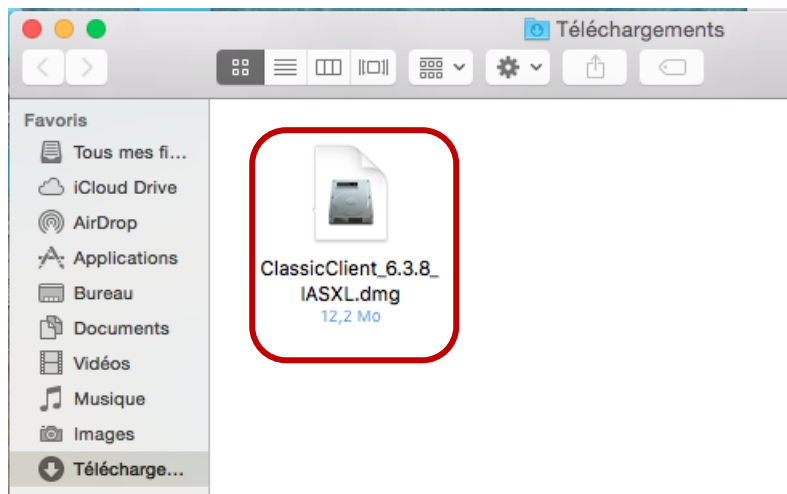 Téléchargements
Favoris
Tous mes fi...
iCloud Drive
AirDrop
Applications
Bureau
Documents
Vidéos
Musique
Images
Télécharge...
ClassicClient_6.3.8_
IASXL.dmg
12,2 Mo